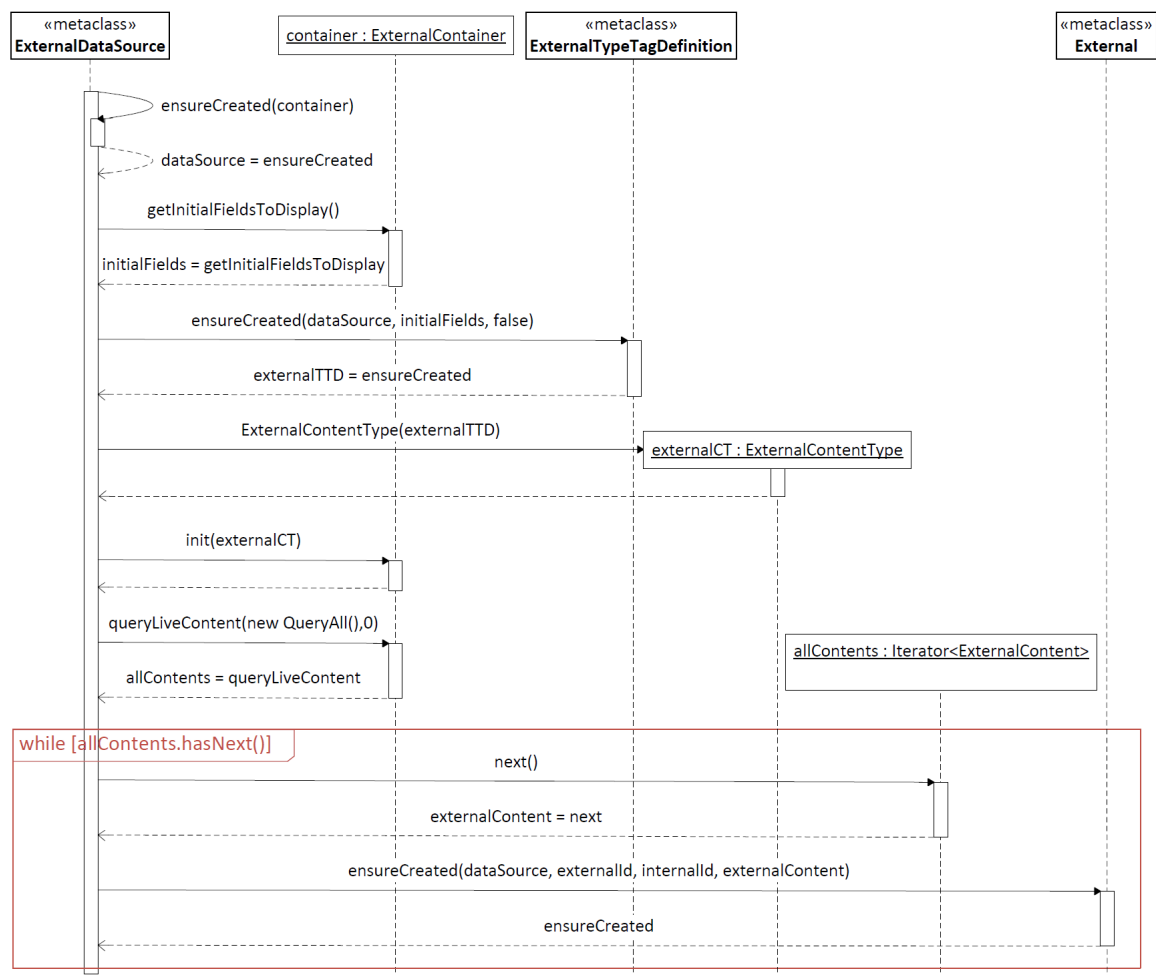 «metaclass»
ExternalDataSource
container : ExternalContainer
«metaclass»
ExternalTypeTagDefinition
«metaclass»
External
ensureCreated(container)
dataSource = ensureCreated
getInitialFieldsToDisplay()
initialFields = getInitialFieldsToDisplay
ensureCreated(dataSource, initialFields, false)
externalTTD = ensureCreated
ExternalContentType(externalTTD)
externalCT : ExternalContentType
init(externalCT)
queryLiveContent(new QueryAll(),0)
allContents : Iterator<ExternalContent>
allContents = queryLiveContent
while [allContents.hasNext()]
next()
externalContent = next
ensureCreated(dataSource, externalId, internalId, externalContent)
ensureCreated